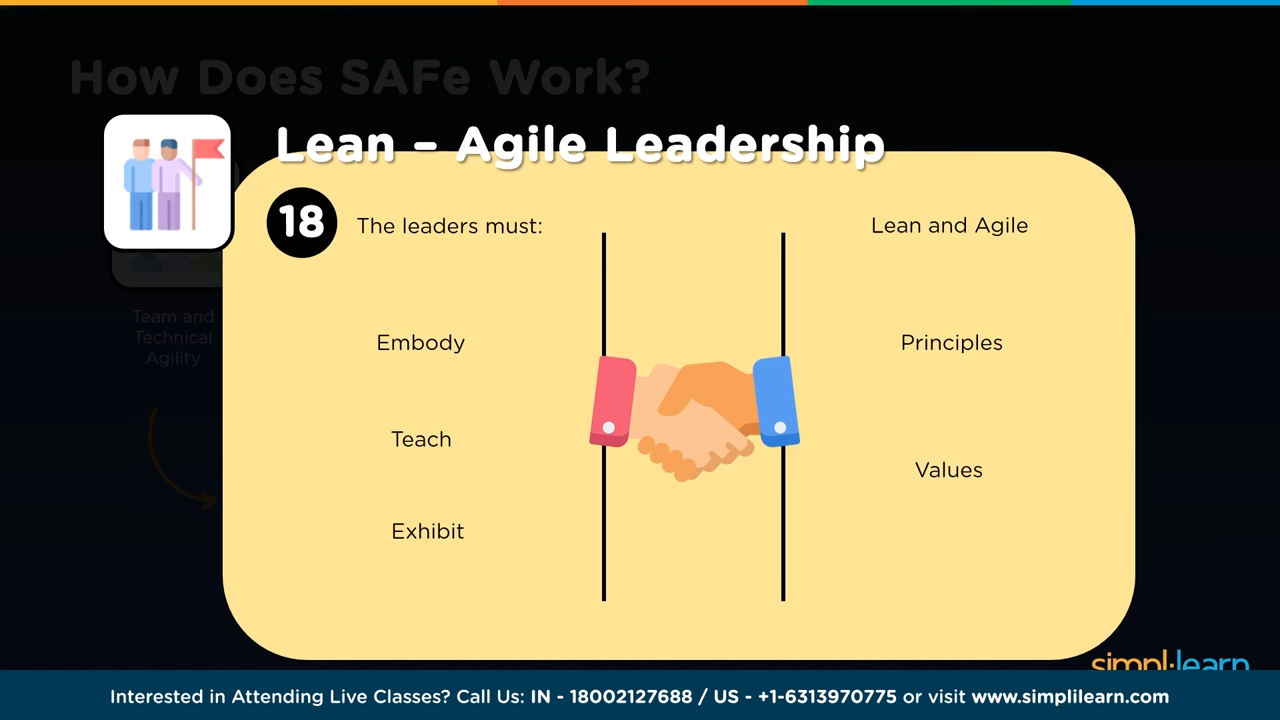 How Does SAFe Work?
Lean – Agile Leadership
18 The leaders must:
Embody
Teach
Exhibit
Lean and Agile
Principles
Values
Team and
Technical
Agility
simplilearn
Interested in Attending Live Classes? Call Us: IN - 18002127688 / US - +1-6313970775 or visit www.simplilearn.com